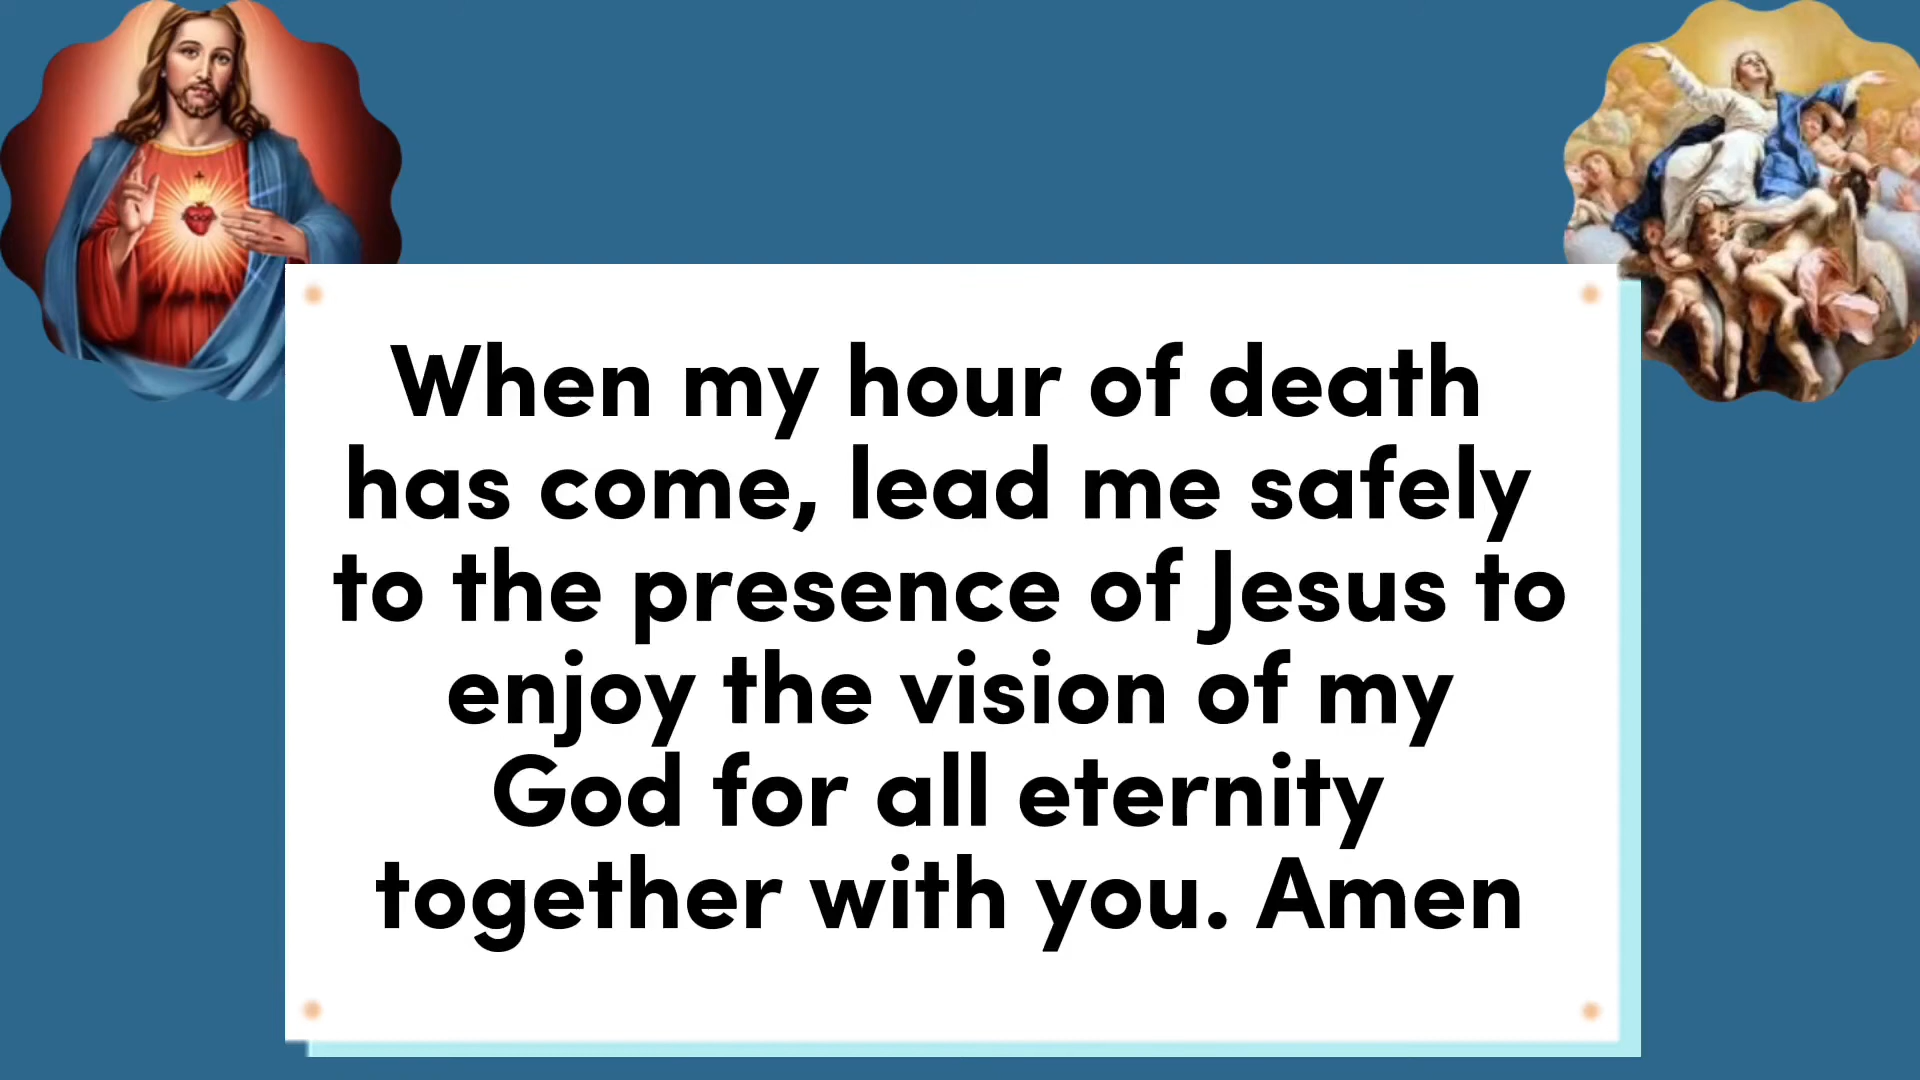 When my hour of death
has come, lead me safely
to the presence of Jesus to
enjoy the vision of my
God for all eternity
together with you. Amen